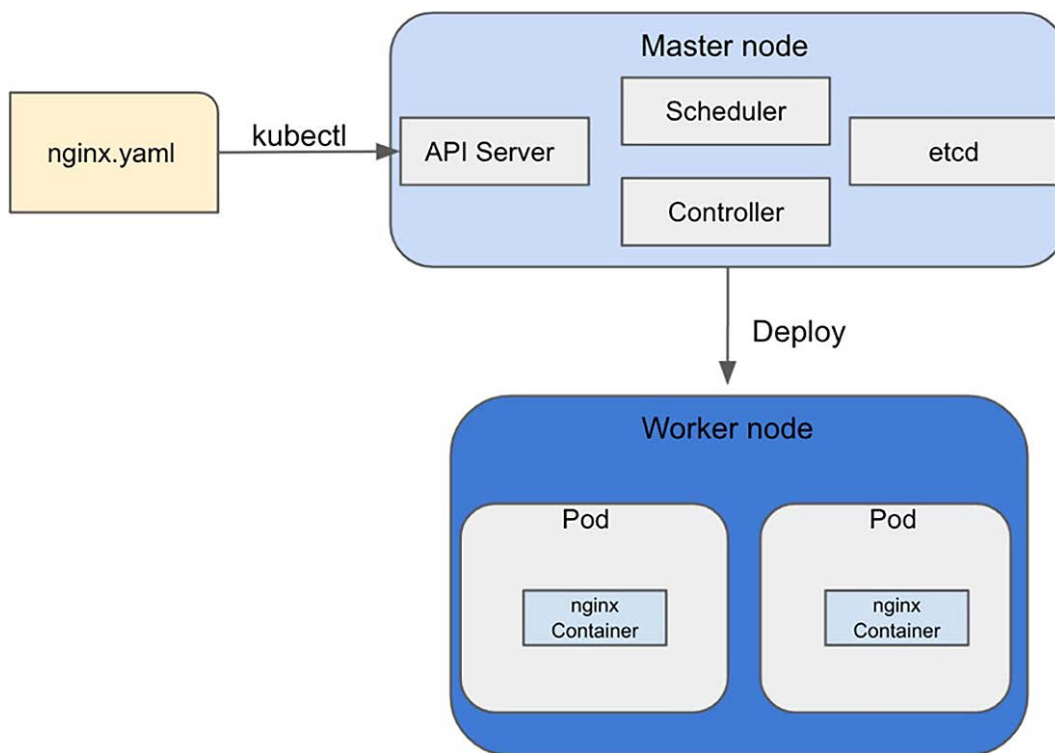 Master node
Scheduler
nginx.yaml
kubectl
API Server
etcd
Controller
Deploy
Worker node
Pod
Pod
nginx
Container
nginx
Container